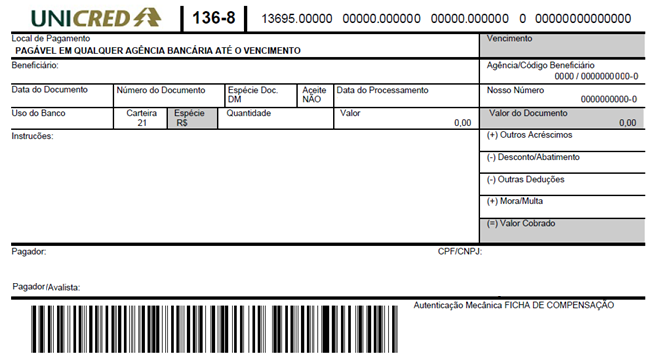 UNICRED 136-8 13695.00000 00000.000000 00000.000000 0 00000000000000
Local de Pagamento Vencimento
PAGÁVEL EM QUALQUER AGÊNCIA BANCÁRIA ATÉ O VENCIMENTO
Beneficiário: Agência/Código Beneficiário
0000 / 0000000000-0
Data do Documento Número do Documento Espécie Doc. Aceite Data do Processamento Nosso Número
DM NÃO 0000000000-0
Uso do Banco Carteira Espécie Quantidade Valor Valor do Documento
21 R$ 0,00 0,00
Instrucões: (+) Outros Acréscimos
(-) Desconto/Abatimento
(-) Outras Deduções
(+) Mora/Multa
(=) Valor Cobrado
Pagador: CPF/CNPJ:
Pagador/Avalista:
Autenticação Mecânica FICHA DE COMPENSAÇÃO